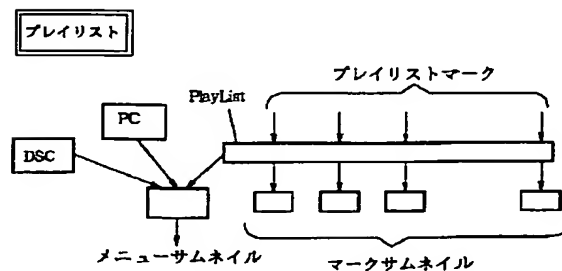 プレイリスト
プレイリストマーク
PlayList
PC
DSC
メニューサムネイル
マークサムネイル